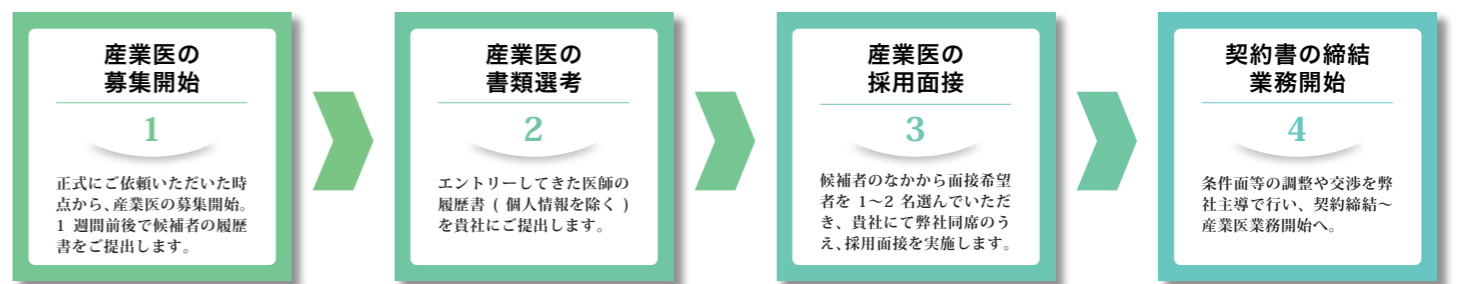 産業医の
募集開始
1
正式にご依頼いただいた時
点から、産業医の募集開始。
1 週間前後で候補者の履歴
書をご提出します。
産業医の
書類選考
2
エントリーしてきた医師の
履歴書 ( 個人情報を除く )
を貴社にご提出します。
産業医の
採用面接
3
候補者のなかから面接希望
者を 1〜2 名選んでいただ
き、貴社にて弊社同席のう
え、採用面接を実施します。
契約書の締結
業務開始
4
条件面等の調整や交渉を弊
社主導で行い、契約締結〜
産業医業務開始へ。